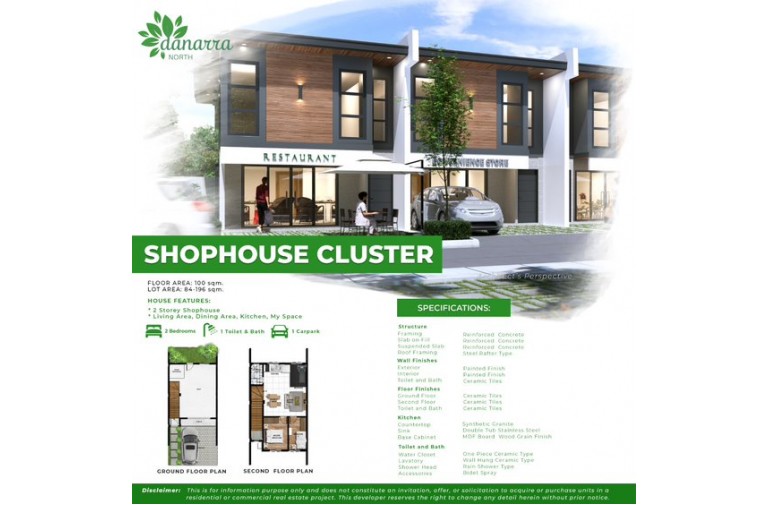 danarra
NORTH
RESTAURANT
CONVENIENCE STORE
SHOPHOUSE CLUSTER
Perspective
FLOOR AREA: 100 sqm.
LOT AREA: 84-196 sqm.
HOUSE FEATURES:
* 2 Storey Shophouse
* Living Area, Dining Area, Kitchen, My Space
2 Bedrooms
1 Toilet & Bath
1 Carpark
GROUND FLOOR PLAN
SECOND FLOOR PLAN
SPECIFICATIONS:
Structure
Framing Reinforced Concrete
Slab on Fill Reinforced Concrete
Suspended Slab Reinforced Concrete
Roof Framing Steel Rafter Type
Wall Finishes
Exterior Painted Finish
Interior Painted Finish
Toilet and Bath Ceramic Tiles
Floor Finishes
Ground Floor Ceramic Tiles
Second Floor Ceramic Tiles
Toilet and Bath Ceramic Tiles
Kitchen
Countertop Synthetic Granite
Sink Double Tub Stainless Steel
Base Cabinet MDF Board Wood Grain Finish
Toilet and Bath
Water Closet One-Piece Ceramic Type
Lavatory Wall Hung Ceramic Type
Shower Head Rain Shower Type
Accessories Bidet Spray
Disclaimer: This is for information purpose only and does not constitute an invitation, offer, or solicitation to acquire or purchase units in a
residential or commercial real estate project. This developer reserves the right to change any detail herein without prior notice.